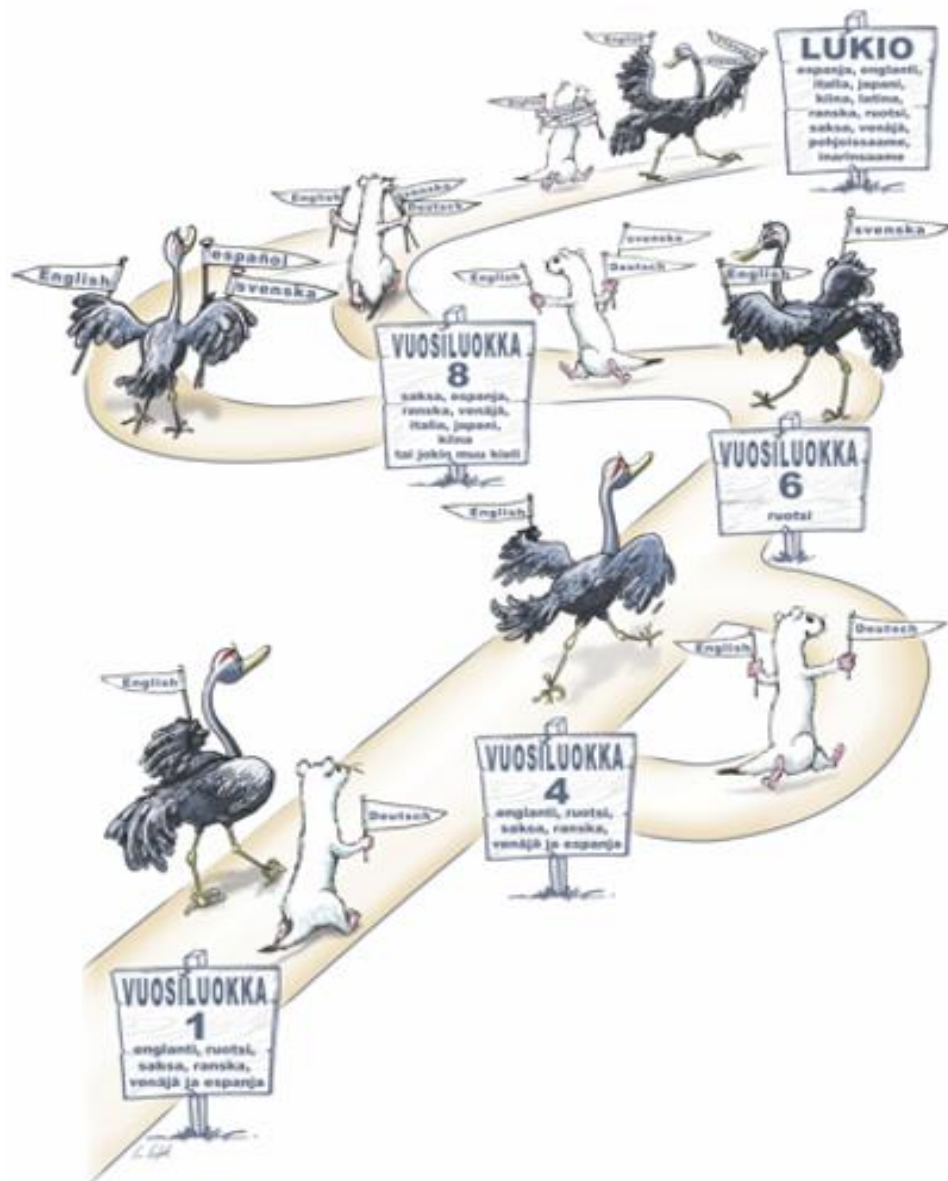 LUKIO
espanja, englanti,
italia, japani,
kiina, latina,
ranska, ruotsi,
saksa, venäjä,
pohjoissaame,
inarinsaame
English
English
svenska
Deutsch
English
español
svenska
English
svenska
Deutsch
English
svenska
VUOSILUOKKA
8
saksa, espanja,
ranska, venäjä,
italia, japani,
kiina
tai jokin muu kieli
VUOSILUOKKA
6
ruotsi
English
English
Deutsch
English
Deutsch
VUOSILUOKKA
4
englanti, ruotsi,
saksa, ranska,
venäjä ja espanja
VUOSILUOKKA
1
englanti, ruotsi,
saksa, ranska,
venäjä ja espanja